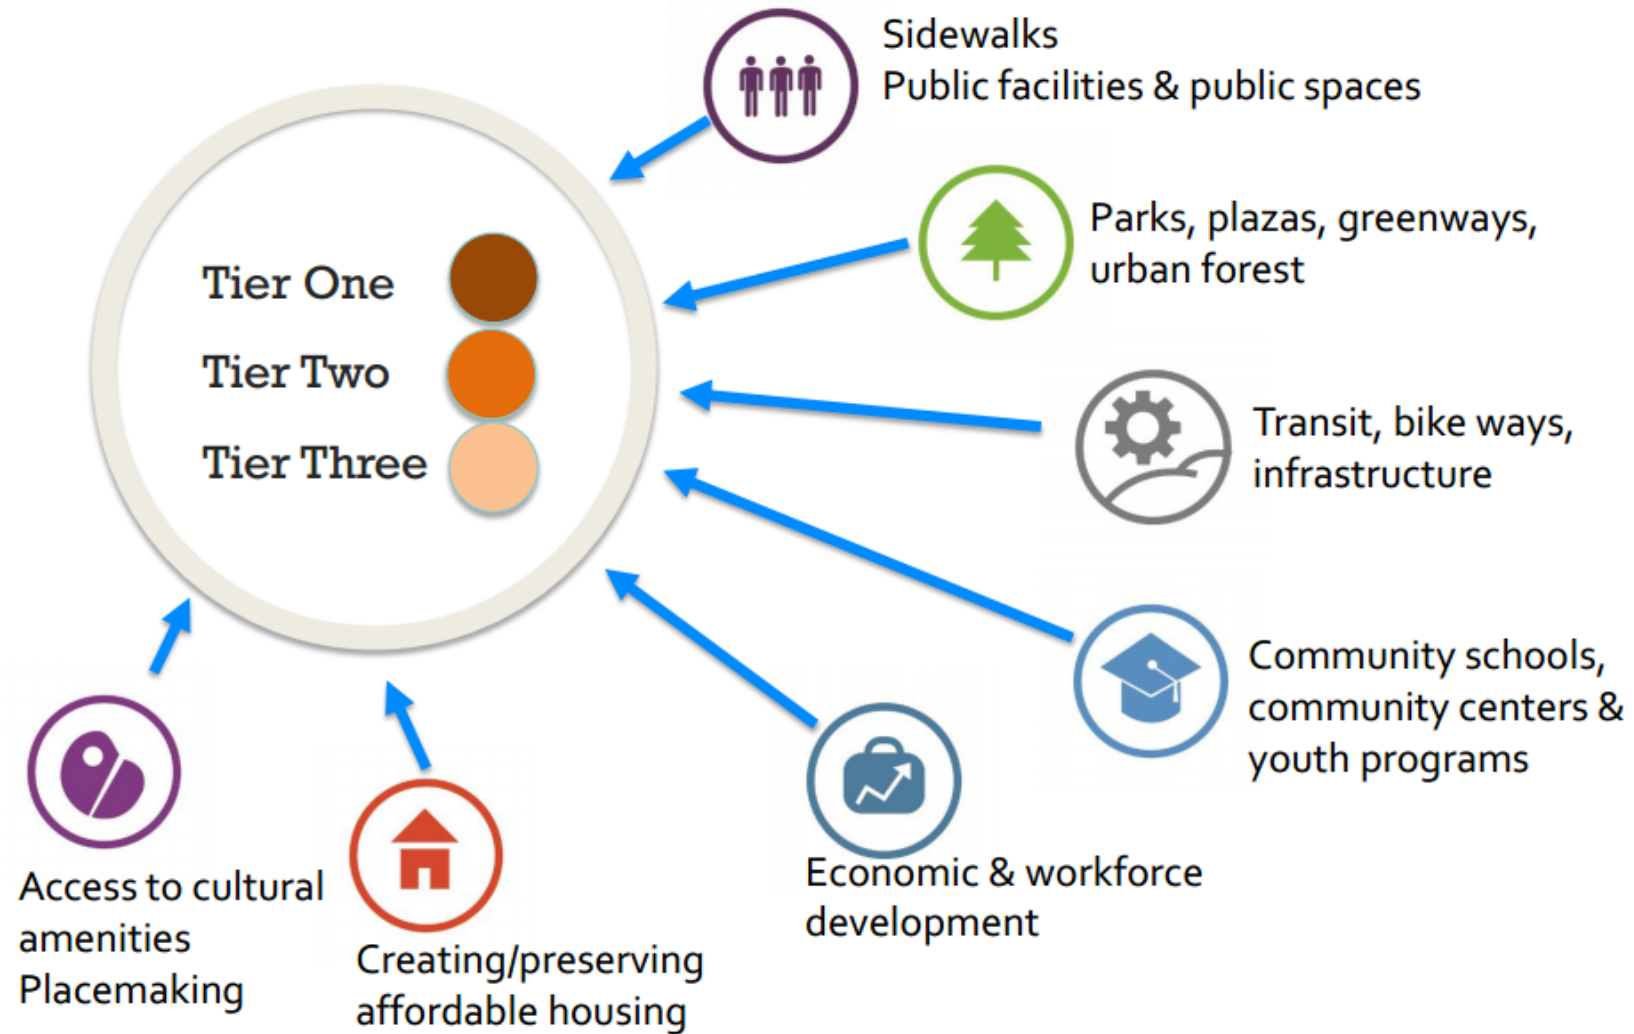 Sidewalks
Public facilities & public spaces
Parks, plazas, greenways,
urban forest
Tier One
Tier Two
Tier Three
Transit, bike ways,
infrastructure
Community schools,
community centers &
youth programs
Economic & workforce
development
Creating/preserving
affordable housing
Access to cultural
amenities
Placemaking